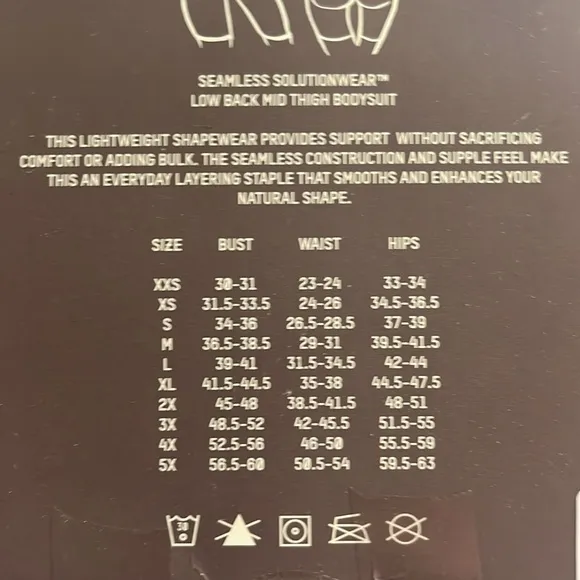 SEAMLESS SOLUTIONWEAR™
LOW BACK MID THIGH BODYSUIT
THIS LIGHTWEIGHT SHAPEWEAR PROVIDES SUPPORT WITHOUT SACRIFICING
COMFORT OR ADDING BULK. THE SEAMLESS CONSTRUCTION AND SUPPLE FEEL MAKE
THIS AN EVERYDAY LAYERING STAPLE THAT SMOOTHS AND ENHANCES YOUR
NATURAL SHAPE.
SIZE BUST WAIST HIPS
XXS 30-31 23-24 33-34
XS 31.5-33.5 24-26 34.5-36.5
S 34-36 26.5-28.5 37-39
M 36.5-38.5 29-31 39.5-41.5
L 39-41 31.5-34.5 42-44
XL 41.5-44.5 35-38 44.5-47.5
2X 45-48 38.5-41.5 48-51
3X 48.5-52 42-45.5 51.5-55
4X 52.5-56 46-50 55.5-59
5X 56.5-60 50.5-54 59.5-63
30